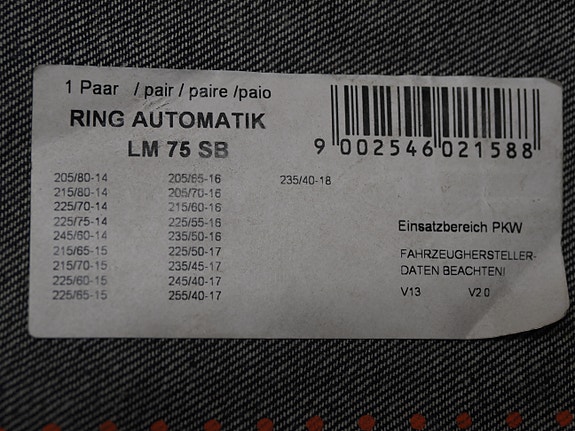 1 Paar / pair / paire /paio
RING AUTOMATIK
LM 75 SB
9 002546 021588
205/80-14 205/65-16 235/40-18
215/80-14 205/70-16
225/70-14 215/60-16
225/75-14 225/55-16
245/60-14 235/50-16
215/65-15 225/50-17
215/70-15 235/45-17
225/60-15 245/40-17
225/65-15 255/40-17
Einsatzbereich PKW
FAHRZEUGHERSTELLER-
DATEN BEACHTEN!
V13 V2.0